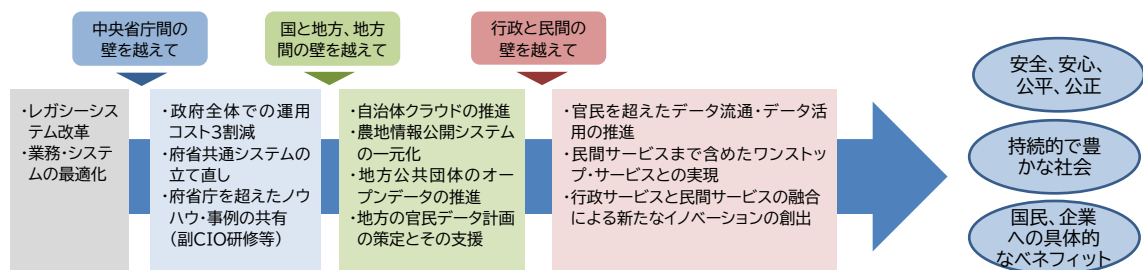 中央省庁間の
壁を越えて
国と地方、地方
間の壁を越えて
行政と民間の
壁を越えて
・レガシーシス
テム改革
・業務・システ
ムの最適化
・政府全体での運用
コスト3割減
・府省共通システムの
立て直し
・府省庁を超えたノウ
ハウ・事例の共有
(副CIO研修等)
・自治体クラウドの推進
・農地情報公開システム
の一元化
・地方公共団体のオー
プンデータの推進
・地方の官民データ計画
の策定とその支援
・官民を超えたデータ流通・データ活
用の推進
・民間サービスまで含めたワンストッ
プ・サービスとの実現
・行政サービスと民間サービスの融合
による新たなイノベーションの創出
安全、安心、
公平、公正
持続的で豊
かな社会
国民、企業
への具体的
なベネフィット